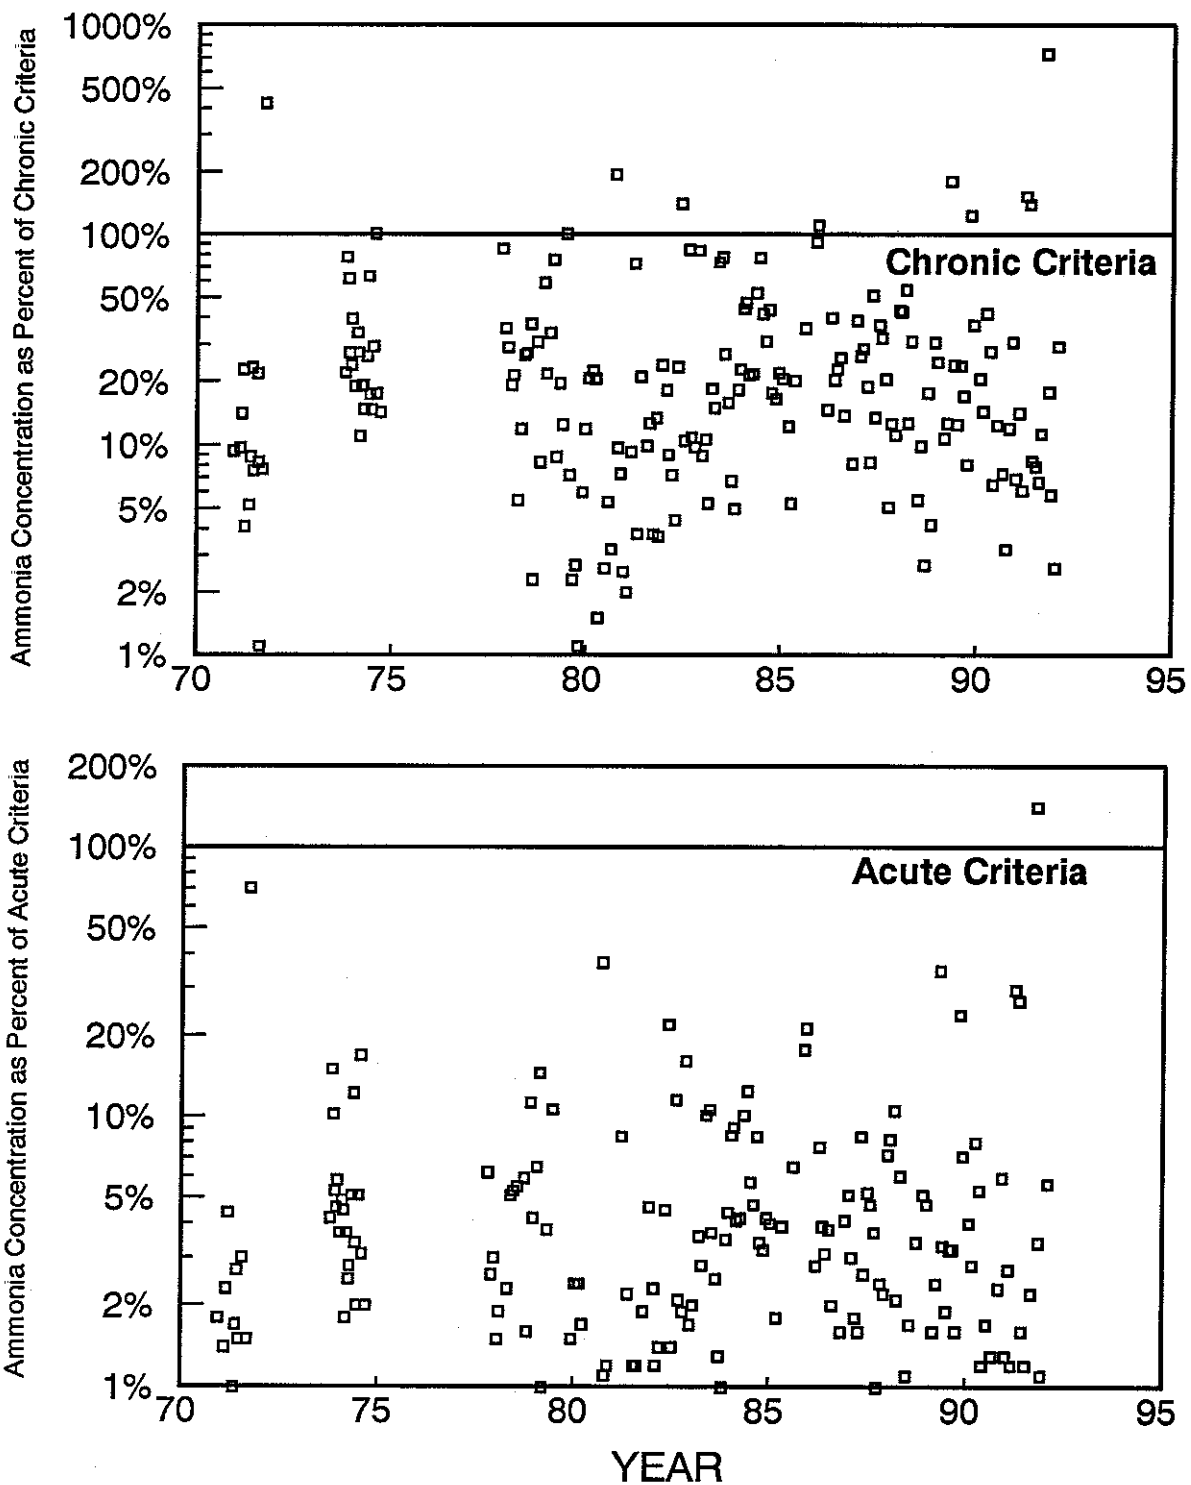 Ammonia Concentration as Percent of Chronic Criteria
1000%
500%
200%
100%
50%
20%
10%
5%
2%
1%
Chronic Criteria
70 75 80 85 90 95
Ammonia Concentration as Percent of Acute Criteria
200%
100%
50%
20%
10%
5%
2%
1%
Acute Criteria
70 75 80 85 90 95
YEAR